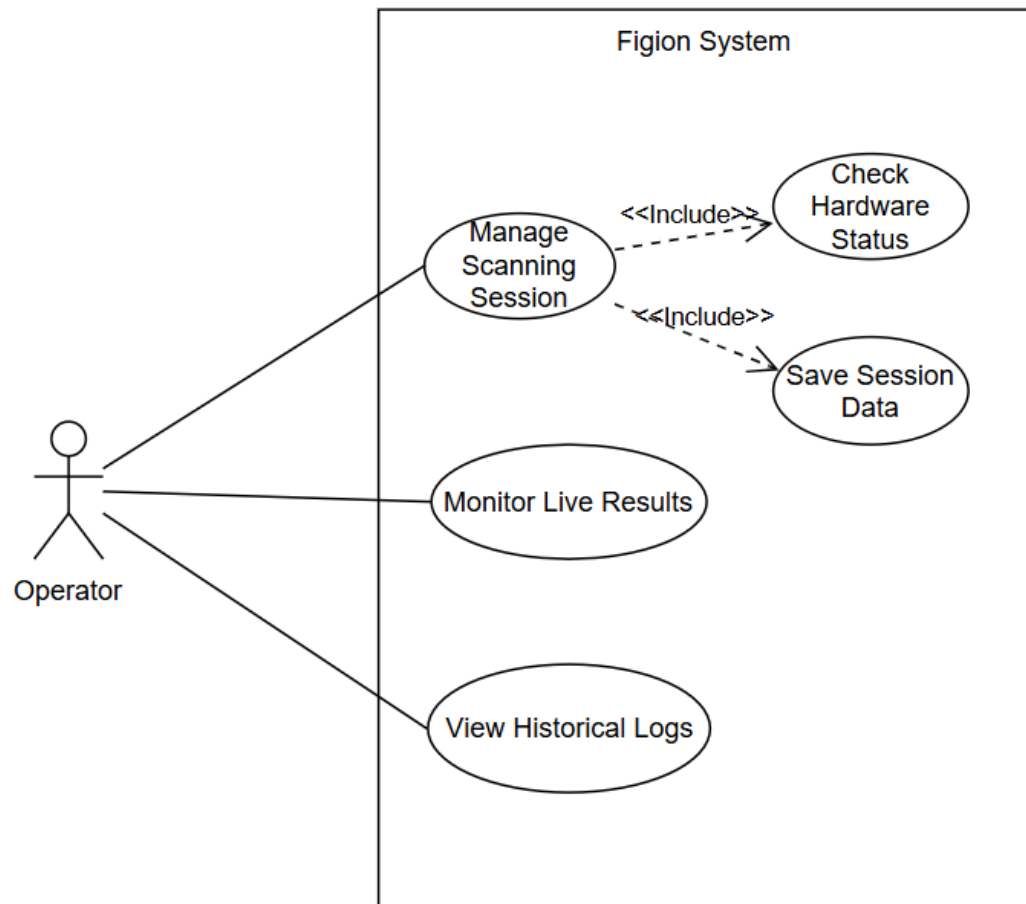 Figion System
Check
Hardware
Status
<<Include>>
Manage
Scanning
Session
<<Include>>
Save Session
Data
Monitor Live Results
Operator
View Historical Logs